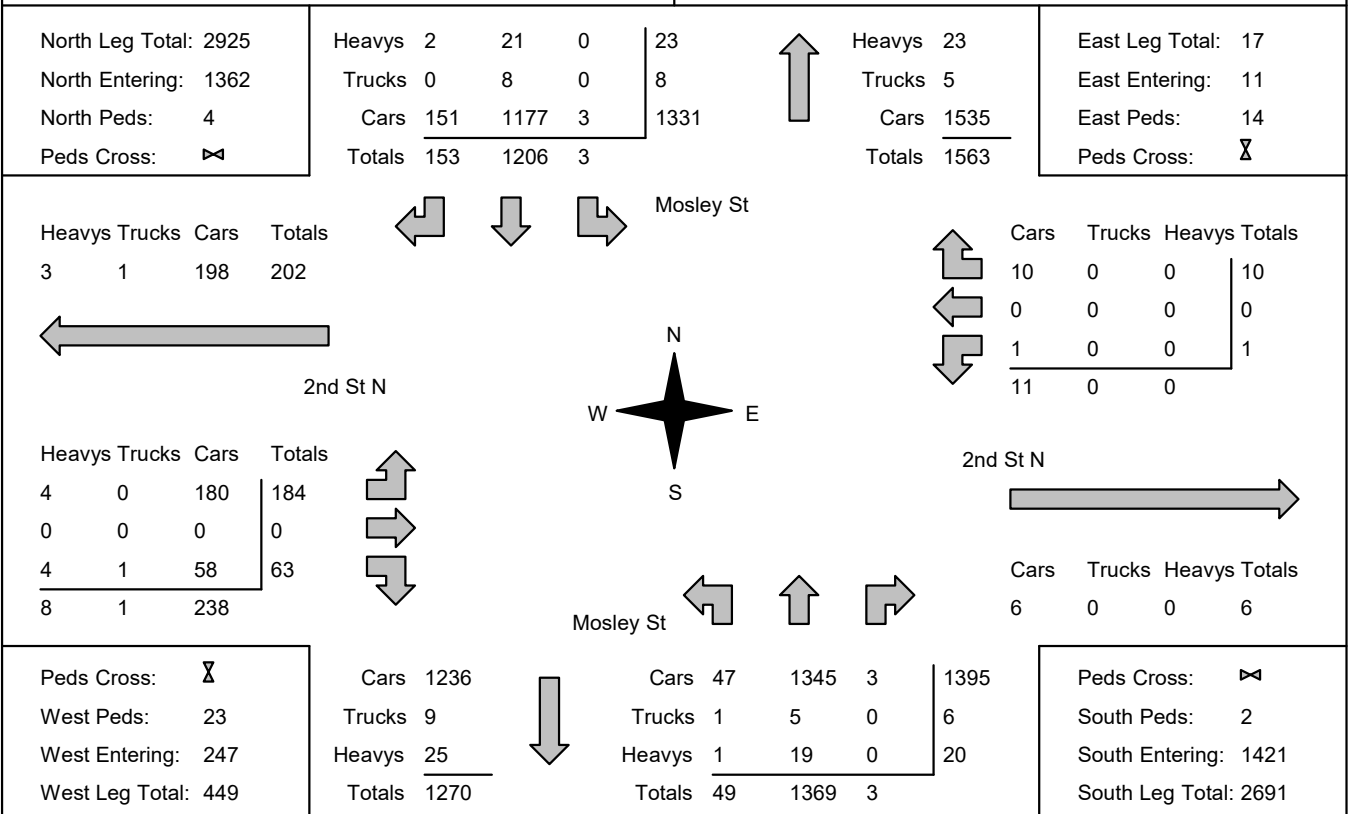 North Leg Total: 2925
North Entering: 1362
North Peds: 4
Peds Cross:
Heavys 2 21 0 23
Trucks 0 8 0 8
Cars 151 1177 3 1331
Totals 153 1206 3
Heavys 23
Trucks 5
Cars 1535
Totals 1563
East Leg Total: 17
East Entering: 11
East Peds: 14
Peds Cross:
Mosley St
Heavys Trucks Cars Totals
3 1 198 202
Cars Trucks Heavys Totals
10 0 0 10
0 0 0 0
1 0 0 1
11 0 0
2nd St N
N
W E
S
Heavys Trucks Cars Totals
4 0 180 184
0 0 0 0
4 1 58 63
8 1 238
2nd St N
Cars Trucks Heavys Totals
6 0 0 6
Mosley St
Peds Cross:
West Peds: 23
West Entering: 247
West Leg Total: 449
Cars 1236
Trucks 9
Heavys 25
Totals 1270
Cars 47 1345 3 1395
Trucks 1 5 0 6
Heavys 1 19 0 20
Totals 49 1369 3
Peds Cross:
South Peds: 2
South Entering: 1421
South Leg Total: 2691